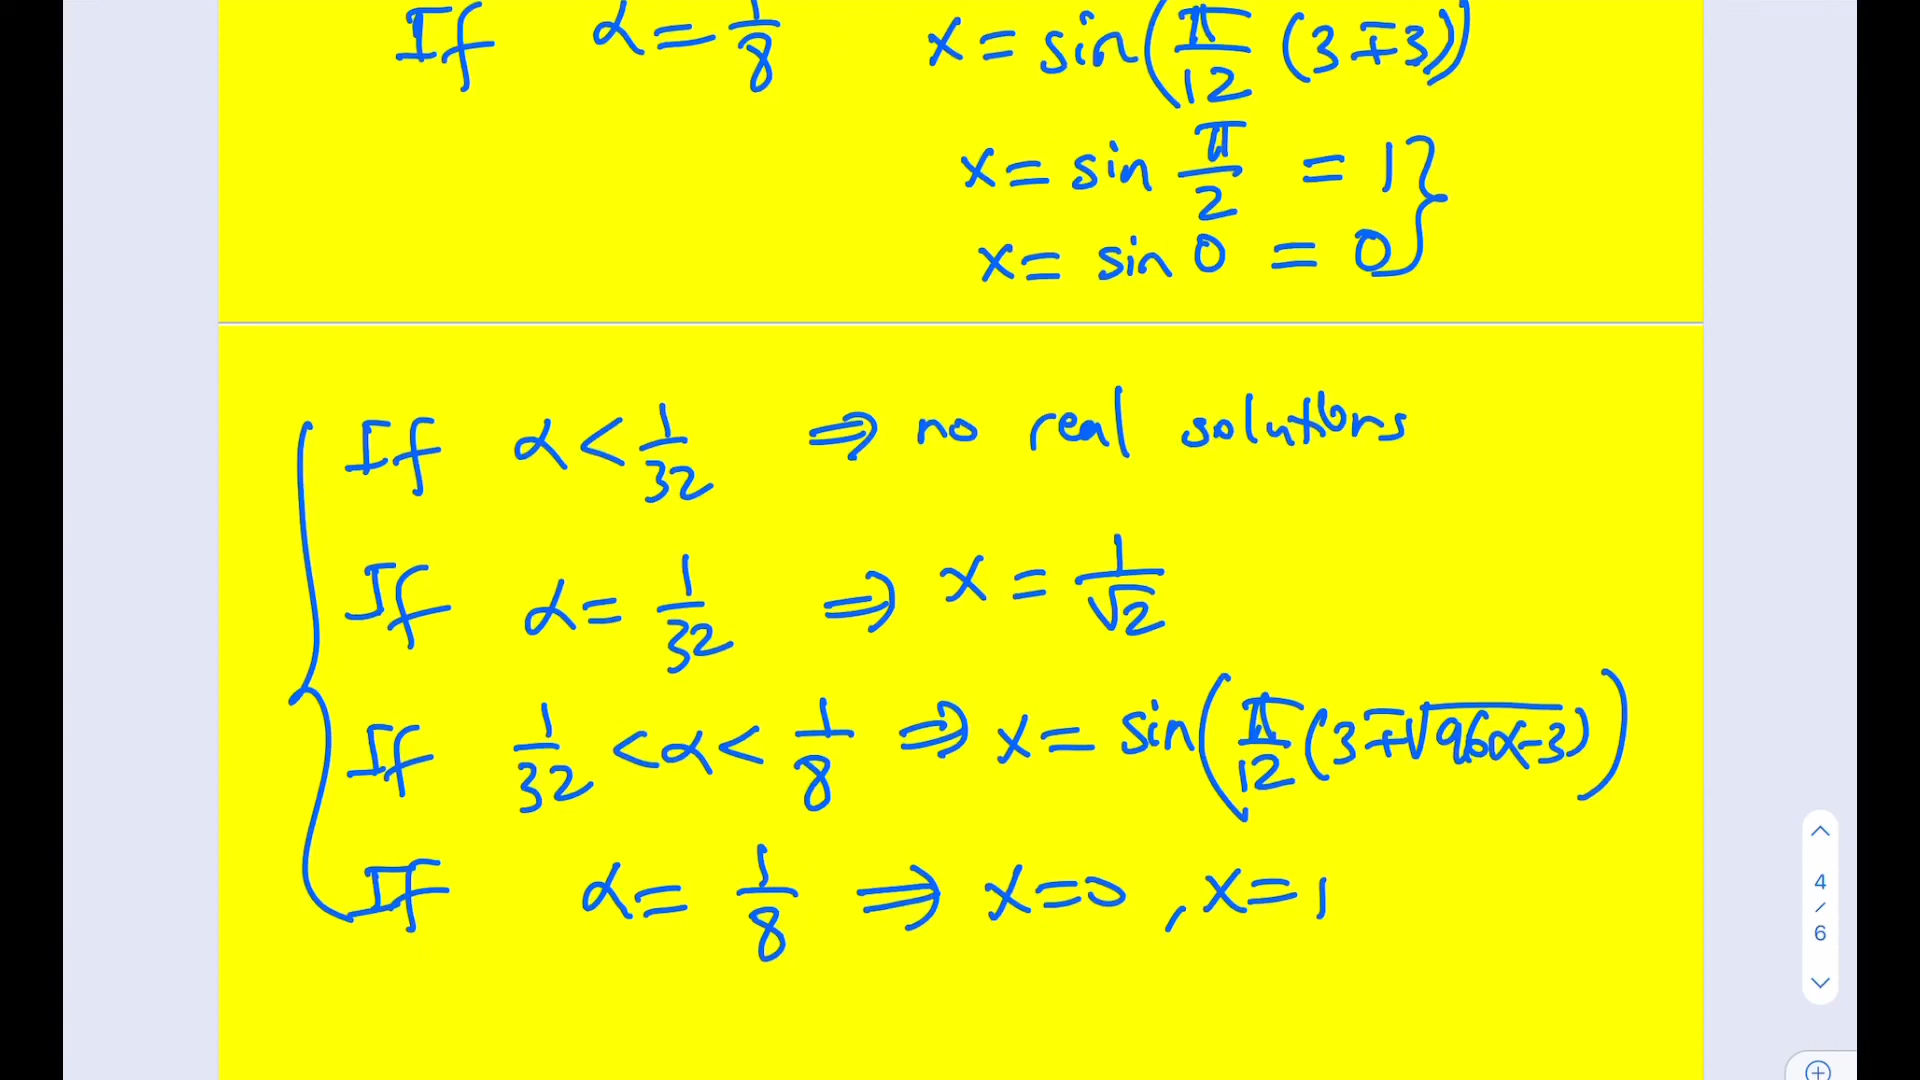 If α = 1/8 x = sin(π/12 (3 ∓ 3))
x = sin π/2 = 1
x = sin 0 = 0
If α < 1/32 ⇒ no real solutions
If α = 1/32 ⇒ x = 1/√2
If 1/32 < α < 1/8 ⇒ x = sin(π/12 (3 ∓ √(96α-3)))
If α = 1/8 ⇒ x = 0, x = 1
4
/
6